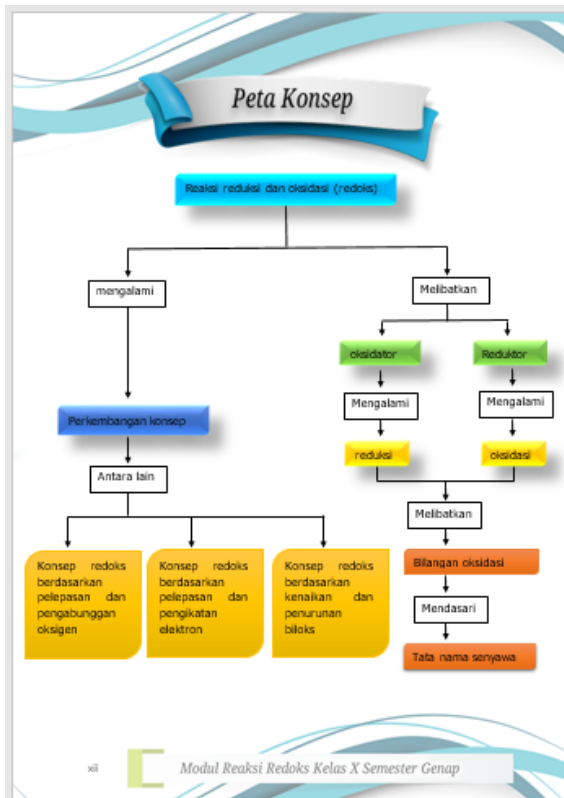 Peta Konsep
Reaksi reduksi dan oksidasi (redoks)
mengalami
Melibatkan
oksidator
Reduktor
Mengalami
Mengalami
Perkembangan konsep
reduksi
oksidasi
Antara lain
Melibatkan
Konsep redoks
berdasarkan
pelepasan dan
pengabunggan
oksigen
Konsep redoks
berdasarkan
pelepasan dan
pengikatan
elektron
Konsep redoks
berdasarkan
kenaikan dan
penurunan
biloks
Bilangan oksidasi
Mendasari
Tata nama senyawa
xii
Modul Reaksi Redoks Kelas X Semester Genap